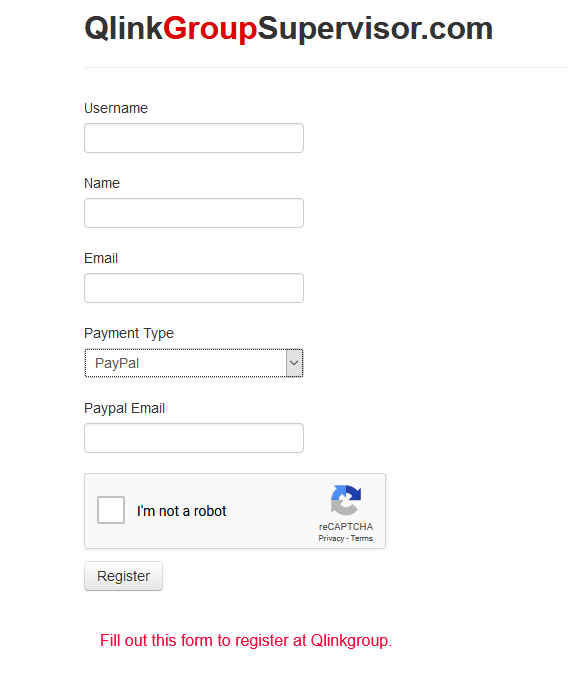 QlinkGroupSupervisor.com
Username
Name
Email
Payment Type
PayPal
Paypal Email
I'm not a robot
reCAPTCHA
Privacy - Terms
Register
Fill out this form to register at Qlinkgroup.